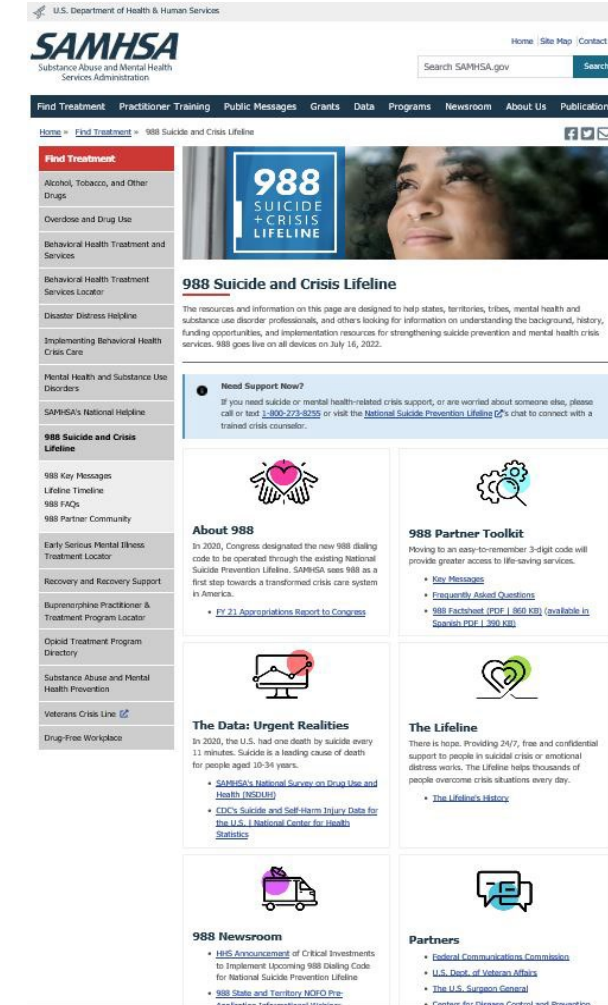 U.S. Department of Health & Human Services
SAMHSA
Substance Abuse and Mental Health
Services Administration
Home Site Map Contact
Search SAMHSA.gov
Search
Find Treatment Practitioner Training Public Messages Grants Data Programs Newsroom About Us Publication
Home » Find Treatment » 988 Suicide and Crisis Lifeline
Find Treatment
Alcohol, Tobacco, and Other
Drugs
Overdose and Drug Use
Behavioral Health Treatment and
Services
Behavioral Health Treatment
Services Locator
Disaster Distress Helpline
Implementing Behavioral Health
Crisis Care
Mental Health and Substance Use
Disorders
SAMHSA's National Helpline
988 Suicide and Crisis
Lifeline
988 Key Messages
Lifeline Timeline
988 FAQs
988 Partner Community
Early Serious Mental Illness
Treatment Locator
Recovery and Recovery Support
Buprenorphine Practitioner &
Treatment Program Locator
Opioid Treatment Program
Directory
Substance Abuse and Mental
Health Prevention
Veterans Crisis Line
Drug-Free Workplace
988
SUICIDE
+CRISIS
LIFELINE
988 Suicide and Crisis Lifeline
The resources and information on this page are designed to help states, territories, tribes, mental health and
substance use disorder professionals, and others looking for information on understanding the background, history,
funding opportunities, and implementation resources for strengthening suicide prevention and mental health crisis
services. 988 goes live on all devices on July 16, 2022.
Need Support Now?
If you need suicide or mental health-related crisis support, or are worried about someone else, please
call or text 1-800-273-8255 or visit the National Suicide Prevention Lifeline's chat to connect with a
trained crisis counselor.
About 988
In 2020, Congress designated the new 988 dialing
code to be operated through the existing National
Suicide Prevention Lifeline. SAMHSA sees 988 as a
first step towards a transformed crisis care system
in America.
• FY 21 Appropriations Report to Congress
988 Partner Toolkit
Moving to an easy-to-remember 3-digit code will
provide greater access to life-saving services.
• Key Messages
• Frequently Asked Questions
• 988 Factsheet (PDF | 860 KB) (available in
Spanish PDF | 390 KB)
The Data: Urgent Realities
In 2020, the U.S. had one death by suicide every
11 minutes. Suicide is a leading cause of death
for people aged 10-34 years.
• SAMHSA's National Survey on Drug Use and
Health (NSDUH)
• CDC's Suicide and Self-Harm Injury Data for
the U.S. | National Center for Health
Statistics
The Lifeline
There is hope. Providing 24/7, free and confidential
support to people in suicidal crisis or emotional
distress works. The Lifeline helps thousands of
people overcome crisis situations every day.
• The Lifeline's History
988 Newsroom
• HHS Announcement of Critical Investments
to Implement Upcoming 988 Dialing Code
for National Suicide Prevention Lifeline
• 988 State and Territory NOFO Pre-
Application Informational Webinar
Partners
• Federal Communications Commission
• U.S. Dept. of Veteran Affairs
• The U.S. Surgeon General
• Centers for Disease Control and Prevention